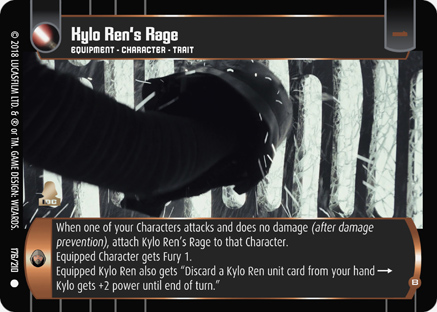 Kylo Ren's Rage
EQUIPMENT - CHARACTER - TRAIT
When one of your Characters attacks and does no damage (after damage
prevention), attach Kylo Ren's Rage to that Character.
Equipped Character gets Fury 1.
Equipped Kylo Ren also gets "Discard a Kylo Ren unit card from your hand →
Kylo gets +2 power until end of turn."
© 2018 LUCASFILM LTD. & ® or TM. GAME DESIGN: WIZARDS.
B